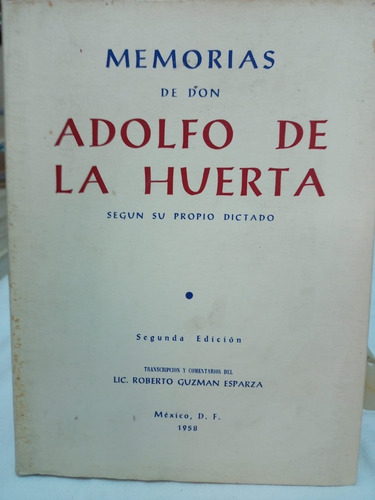 MEMORIAS
DE DON
ADOLFO DE
LA HUERTA
SEGUN SU PROPIO DICTADO
Segunda Edición
TRANSCRIPCION Y COMENTARIOS DEL
LIC. ROBERTO GUZMAN ESPARZA
México, D. F.
1958